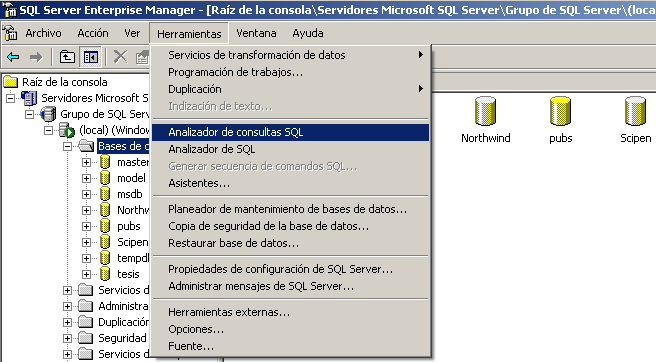 SQL Server Enterprise Manager - [Raíz de la consola\Servidores Microsoft SQL Server\Grupo de SQL Server\(loca
Archivo Acción Ver Herramientas Ventana Ayuda
Servicios de transformación de datos
Programación de trabajos...
Duplicación
Indización de texto...
Analizador de consultas SQL
Analizador de SQL
Generar secuencia de comandos SQL...
Asistentes...
Planeador de mantenimiento de bases de datos...
Copia de seguridad de la base de datos...
Restaurar base de datos...
Propiedades de configuración de SQL Server...
Administrar mensajes de SQL Server...
Herramientas externas...
Opciones...
Fuente...
Raíz de la consola
Servidores Microsoft S
Grupo de SQL Serv
(local) (Window
Bases de d
master
model
msdb
Northw
pubs
Scipen
tempdb
tesis
Servicios d
Administra
Duplicación
Seguridad
Servicios d
Northwind
pubs
Scipen